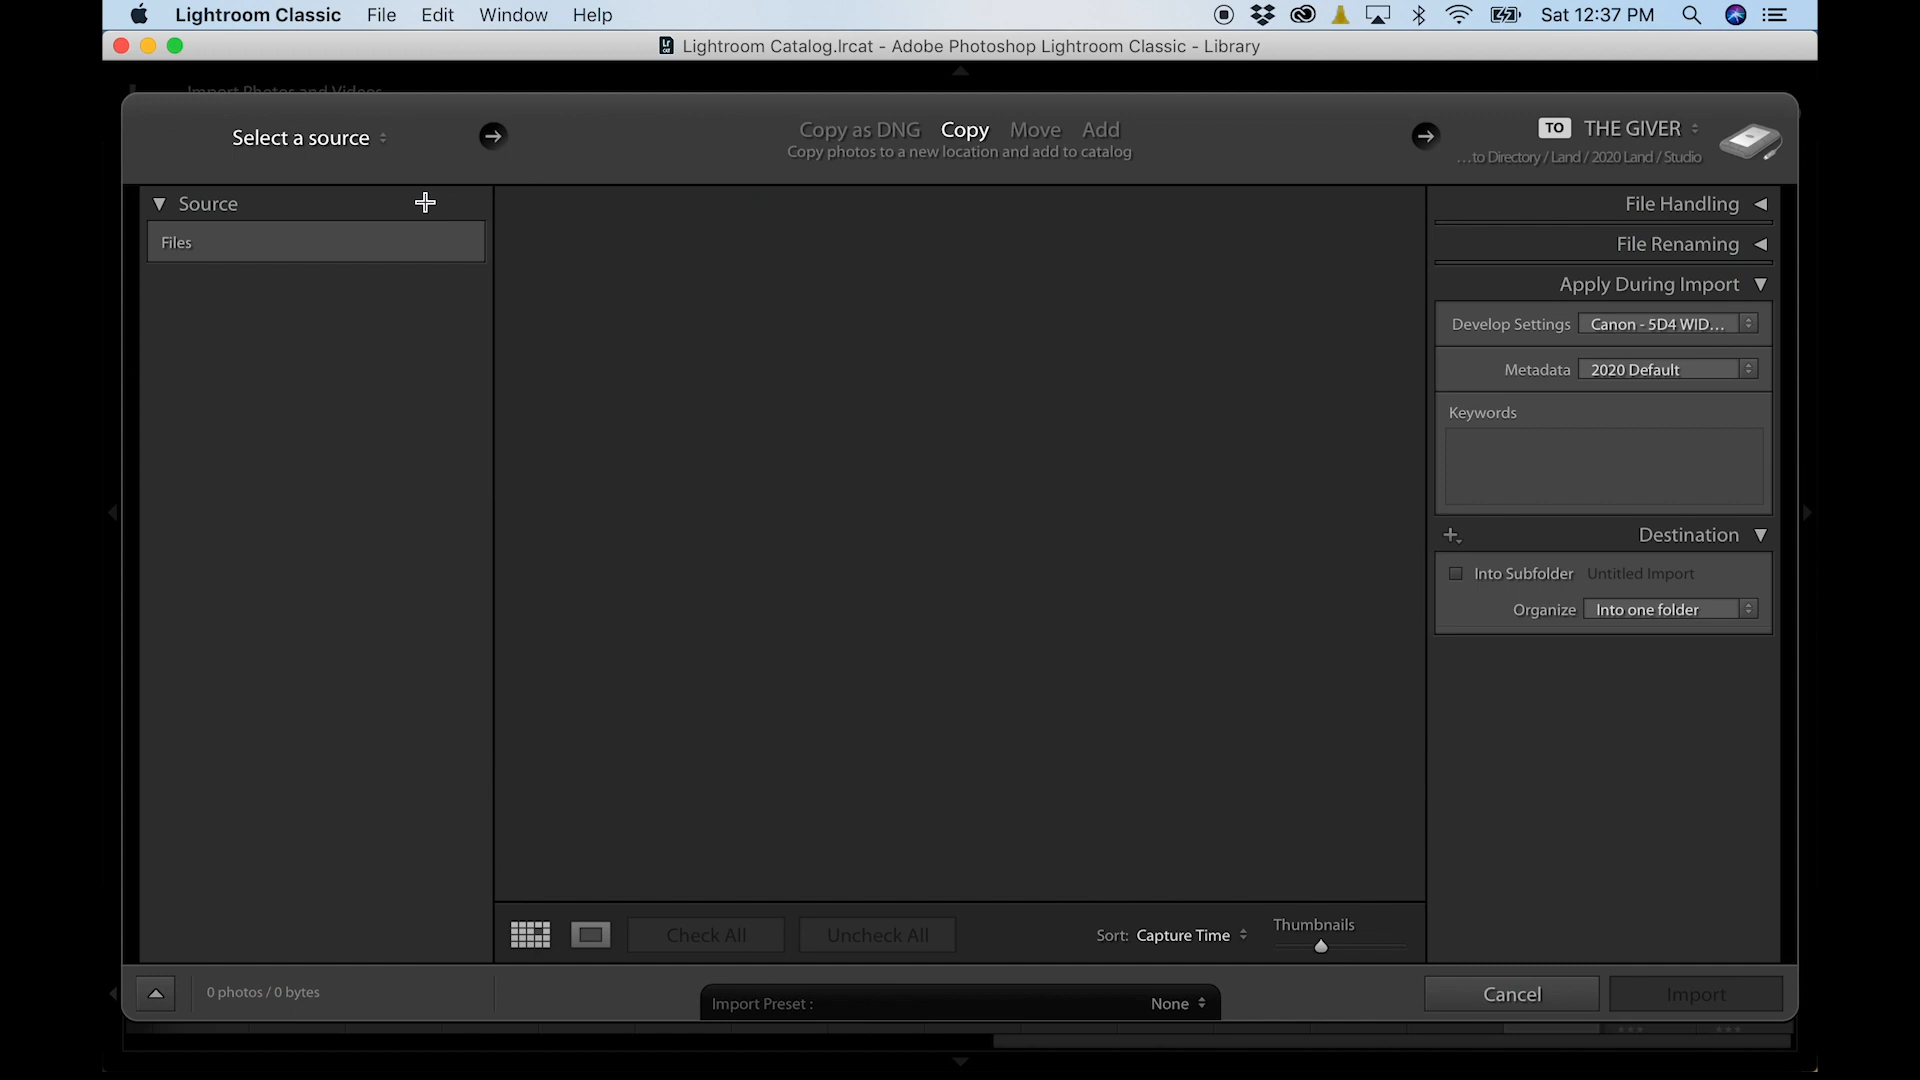 Lightroom Classic File Edit Window Help Sat 12:37 PM
Lightroom Catalog.lrcat - Adobe Photoshop Lightroom Classic - Library
Import Photos and Videos
Select a source
Copy as DNG Copy Move Add
Copy photos to a new location and add to catalog
TO THE GIVER
...to Directory / Land / 2020 Land / Studio
Source
Files
File Handling
File Renaming
Apply During Import
Develop Settings Canon - 5D4 WID...
Metadata 2020 Default
Keywords
Destination
Into Subfolder Untitled Import
Organize Into one folder
Check All Uncheck All Sort: Capture Time Thumbnails
0 photos / 0 bytes
Import Preset : None
Cancel Import